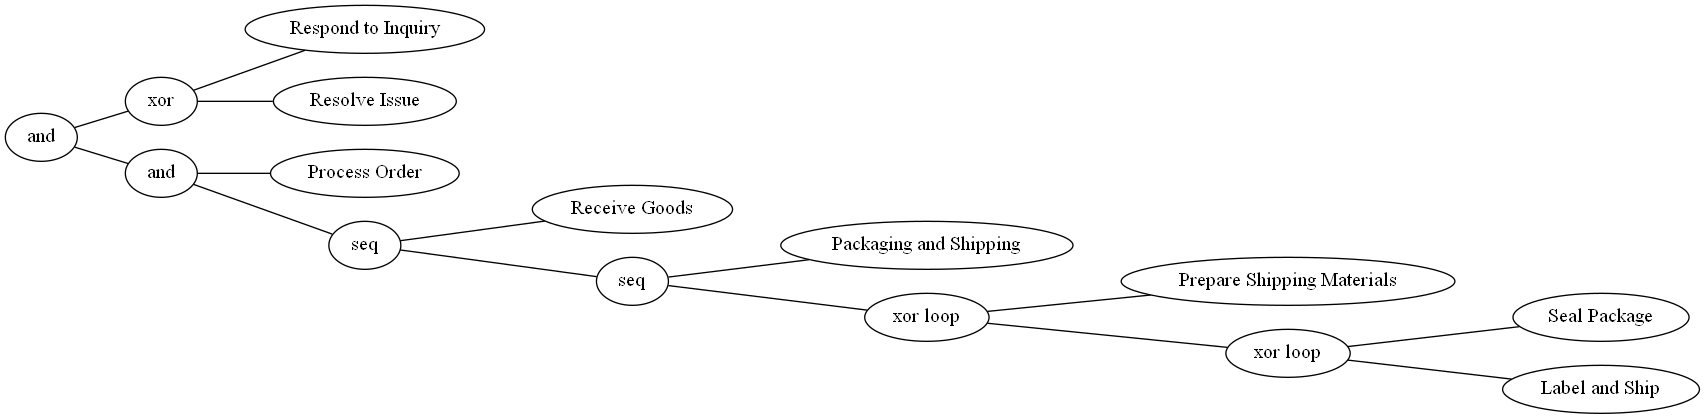 Respond to Inquiry
xor
Resolve Issue
and
and
Process Order
Receive Goods
seq
Packaging and Shipping
seq
Prepare Shipping Materials
xor loop
Seal Package
xor loop
Label and Ship